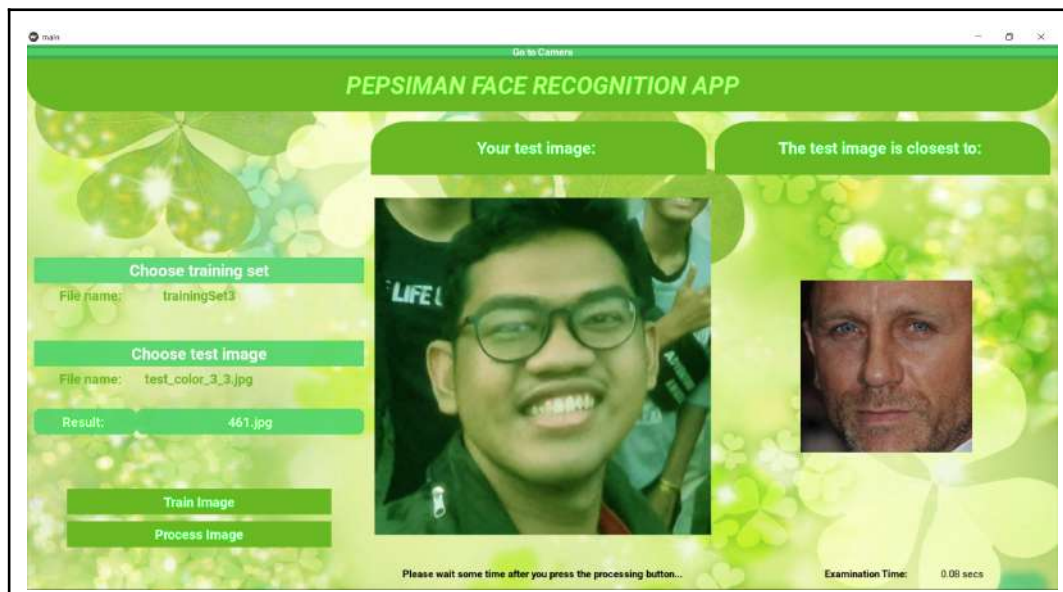 main
Go to Camera
PEPSIMAN FACE RECOGNITION APP
Your test image:
The test image is closest to:
Choose training set
File name: trainingSet3
Choose test image
File name: test_color_3_3.jpg
Result: 461.jpg
Train Image
Process Image
LIFE
Please wait some time after you press the processing button...
Examination Time: 0.08 secs